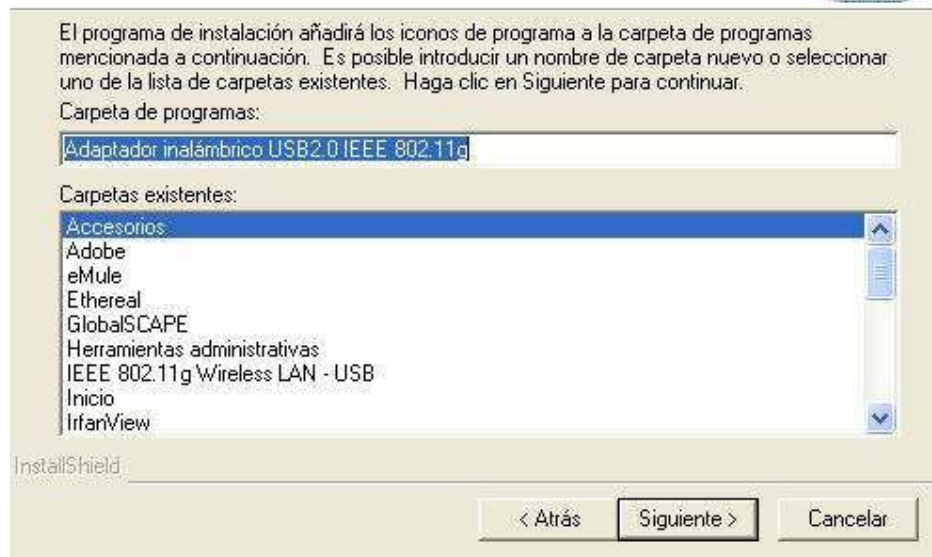 El programa de instalación añadirá los iconos de programa a la carpeta de programas
mencionada a continuación. Es posible introducir un nombre de carpeta nuevo o seleccionar
uno de la lista de carpetas existentes. Haga clic en Siguiente para continuar.
Carpeta de programas:
Adaptador inalámbrico USB2.0 IEEE 802.11g
Carpetas existentes:
Accesorios
Adobe
eMule
Ethereal
GlobalSCAPE
Herramientas administrativas
IEEE 802.11g Wireless LAN - USB
Inicio
IrfanView
InstallShield
< Atrás Siguiente > Cancelar